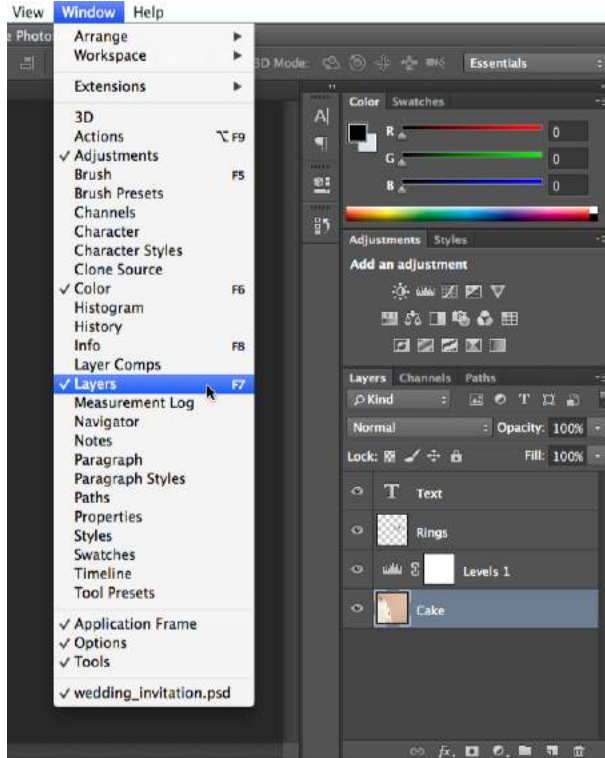 View Window Help
e Photo
Arrange
Workspace
3D Mode:
Essentials
Extensions
3D
Actions ⌥F9
✓ Adjustments
Brush F5
Brush Presets
Channels
Character
Character Styles
Clone Source
✓ Color F6
Histogram
History
Info F8
Layer Comps
✓ Layers F7
Measurement Log
Navigator
Notes
Paragraph
Paragraph Styles
Paths
Properties
Styles
Swatches
Timeline
Tool Presets
✓ Application Frame
✓ Options
✓ Tools
✓ wedding_invitation.psd
A
Color Swatches
R 0
G 0
B 0
Adjustments Styles
Add an adjustment
Layers Channels Paths
Kind T
Normal Opacity: 100%
Lock: Fill: 100%
T Text
Rings
Levels 1
Cake
fx